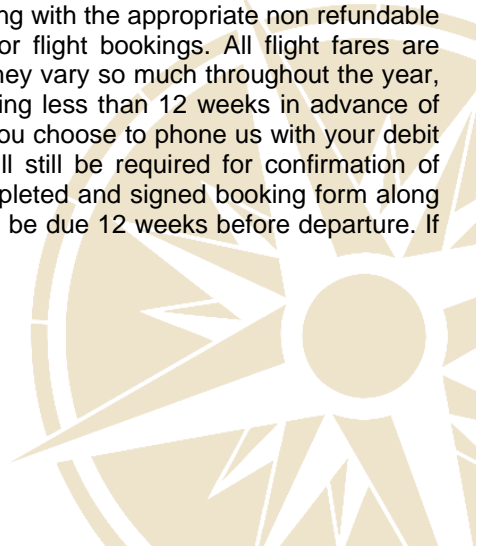 ng with the appropriate non refundable
or flight bookings. All flight fares are
hey vary so much throughout the year,
ing less than 12 weeks in advance of
ou choose to phone us with your debit
ll still be required for confirmation of
pleted and signed booking form along
be due 12 weeks before departure. If